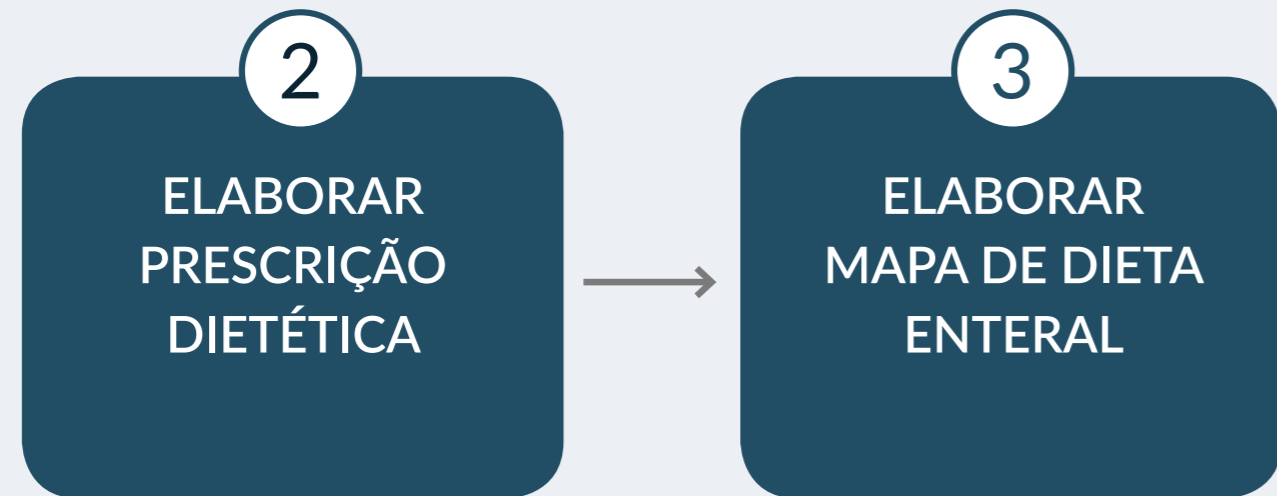 2
ELABORAR
PRESCRIÇÃO
DIETÉTICA
3
ELABORAR
MAPA DE DIETA
ENTERAL